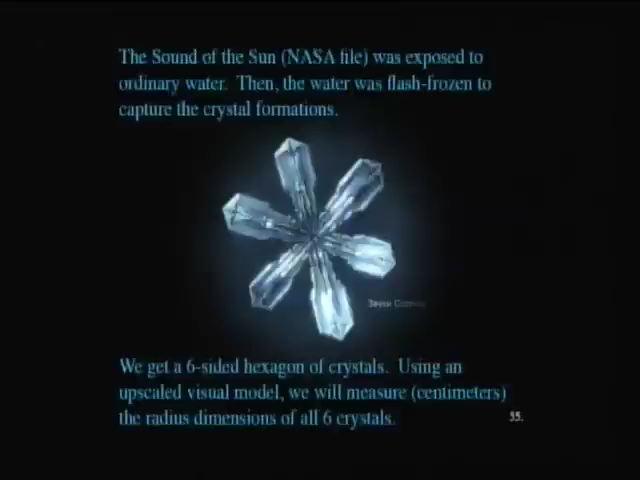 The Sound of the Sun (NASA file) was exposed to
ordinary water. Then, the water was flash-frozen to
capture the crystal formations.
We get a 6-sided hexagon of crystals. Using an
upscaled visual model, we will measure (centimeters)
the radius dimensions of all 6 crystals.